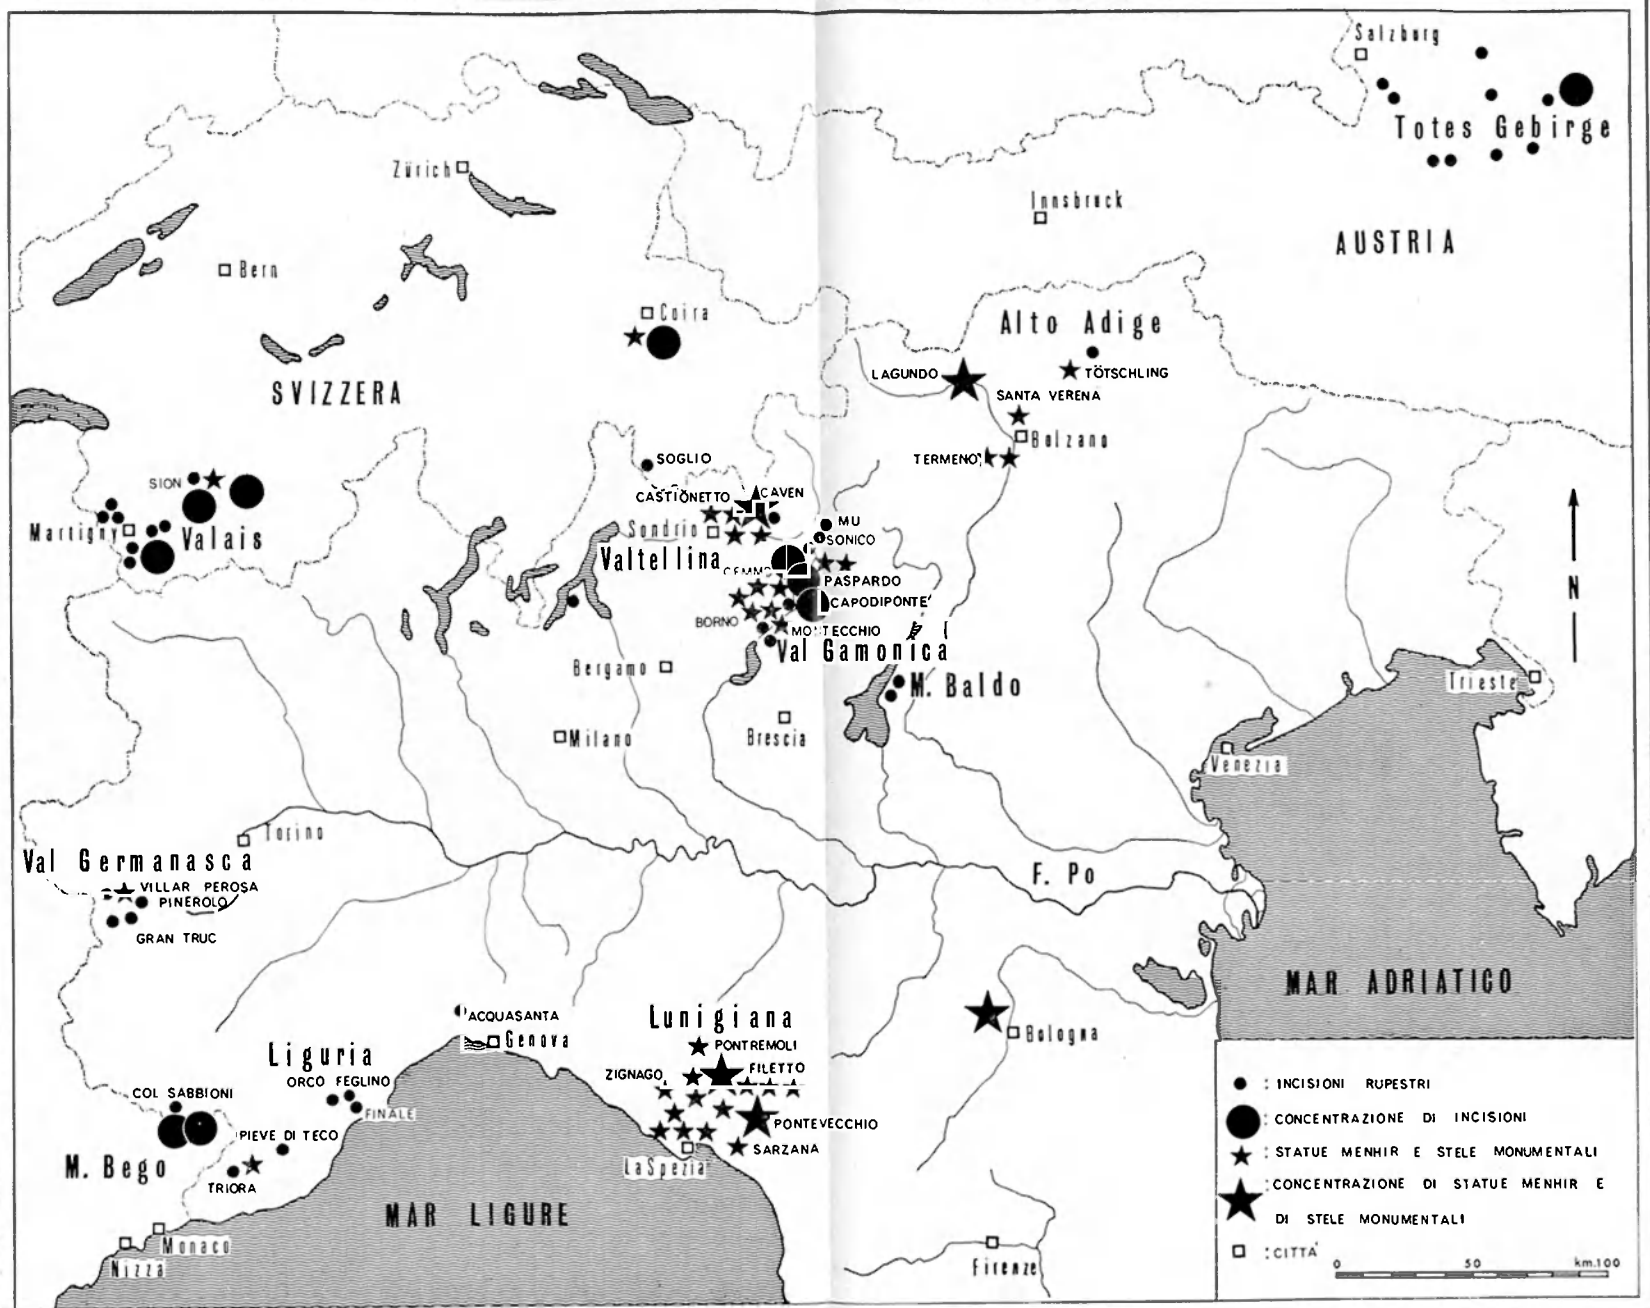 Salzburg
Totes Gebirge
Zürich
Innsbruck
AUSTRIA
Bern
Coira
Alto Adige
LAGUNDO
TÖTSCHLING
SVIZZERA
SANTA VERENA
Bolzano
TERMENO
SOGLIO
SION
CASTIONETTO
CAVEN
Martigny
Valais
Sondrio
MU
SONICO
Valtellina
CEMMO
PASPARDO
CAPODIPONTE
BORNO
MONTECCHIO
Val Camonica
N
Bergamo
M. Baldo
Trieste
Milano
Brescia
Venezia
Torino
Val Germanasca
F. Po
VILLAR PEROSA
PINEROLO
GRAN TRUC
MAR ADRIATICO
ACQUASANTA
Genova
Lunigiana
PONTREMOLI
Bologna
Liguria
ZIGNAGO
FILETTO
ORCO FEGLINO
COL SABBIONI
FINALE
PIEVE DI TECO
PONTEVECCHIO
SARZANA
M. Bego
La Spezia
TRIORA
MAR LIGURE
Monaco
Nizza
Firenze
: INCISIONI RUPESTRI
: CONCENTRAZIONE DI INCISIONI
: STATUE MENHIR E STELE MONUMENTALI
: CONCENTRAZIONE DI STATUE MENHIR E
DI STELE MONUMENTALI
: CITTA'
0 50 km.100